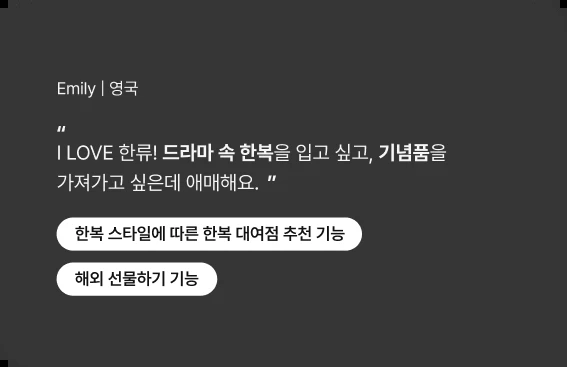 Emily | 영국
“
I LOVE 한류! 드라마 속 한복을 입고 싶고, 기념품을
가져가고 싶은데 애매해요. ”
한복 스타일에 따른 한복 대여점 추천 기능
해외 선물하기 기능